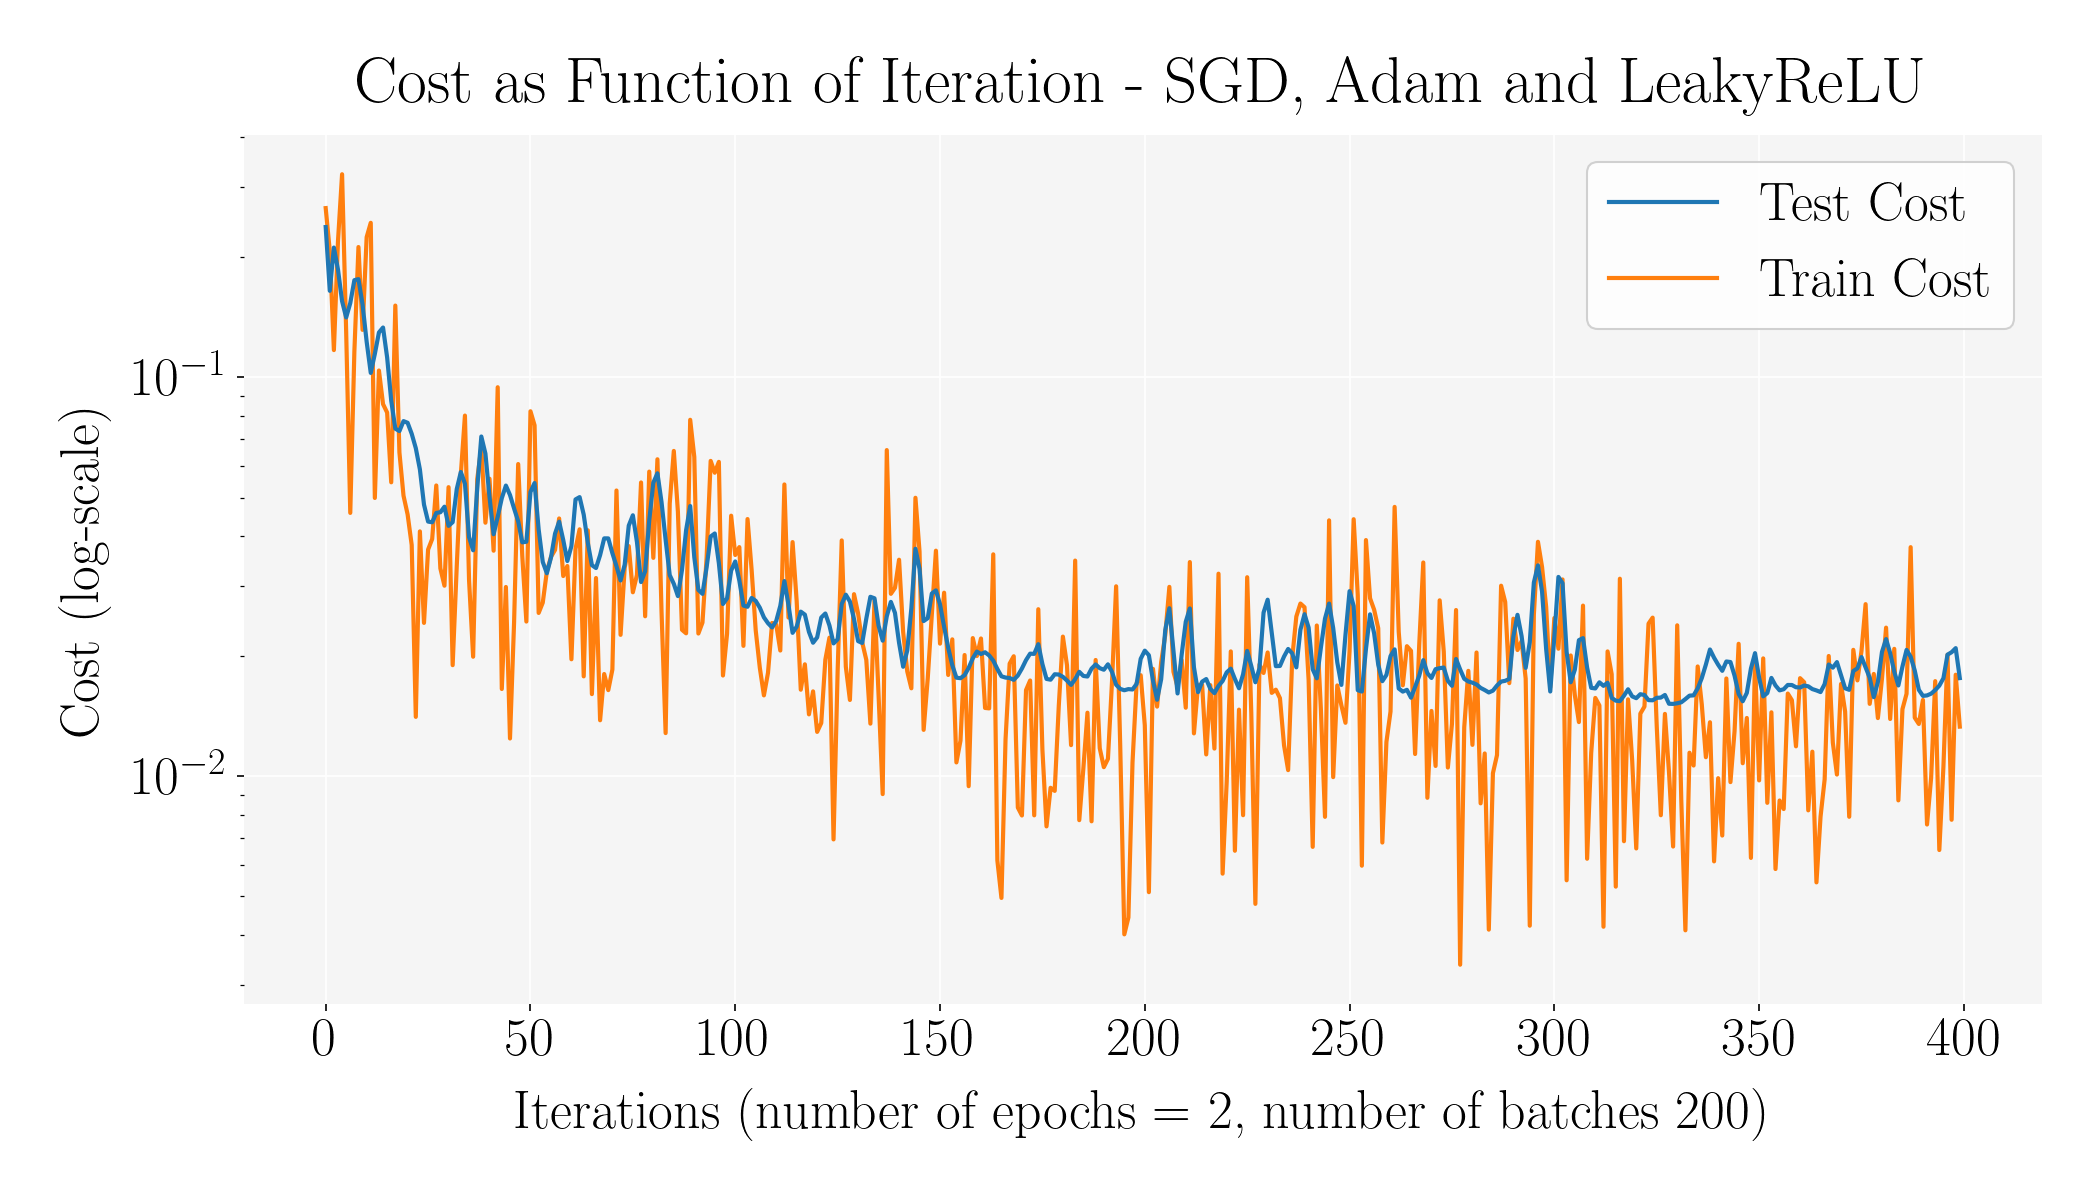 Cost as Function of Iteration - SGD, Adam and LeakyReLU
Test Cost
Train Cost
Cost (log-scale)
10⁻¹
10⁻²
0 50 100 150 200 250 300 350 400
Iterations (number of epochs = 2, number of batches 200)